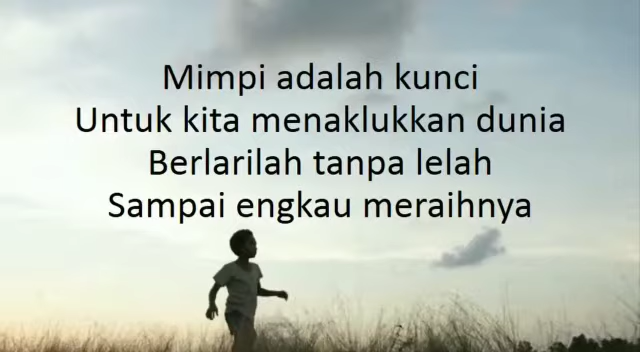 Mimpi adalah kunci
Untuk kita menaklukkan dunia
Berlarilah tanpa lelah
Sampai engkau meraihnya